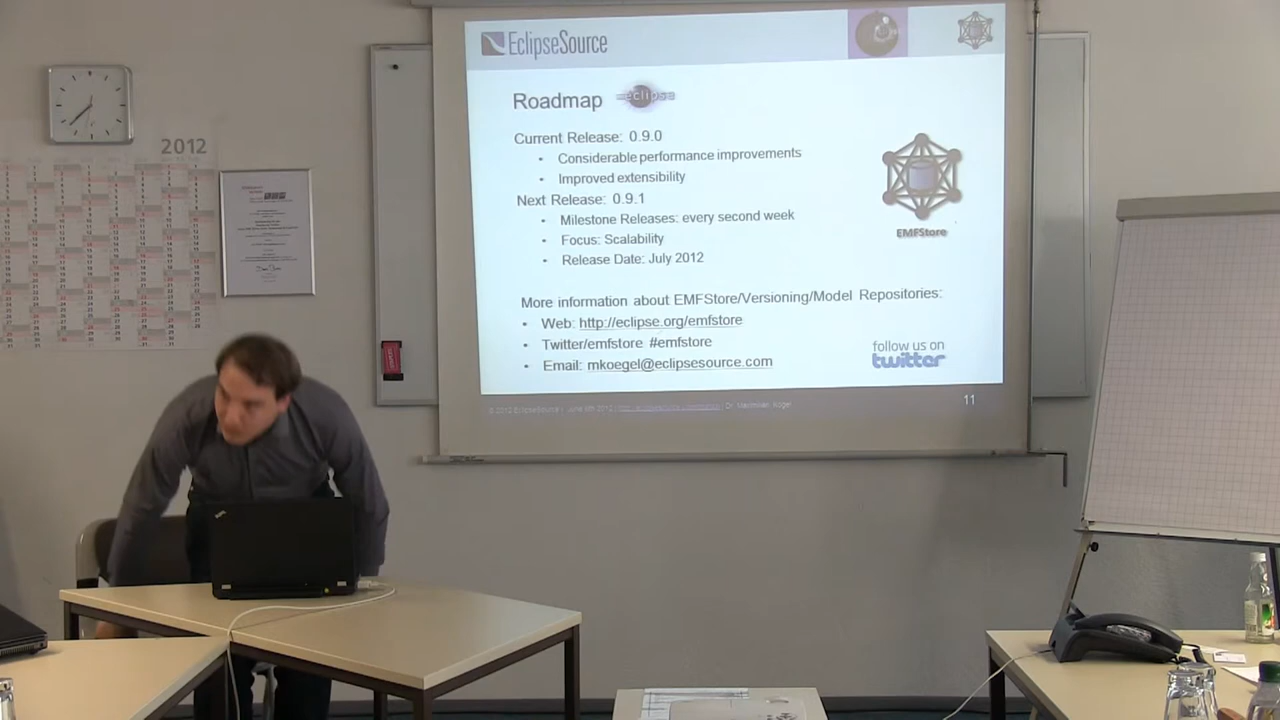 EclipseSource
Roadmap
eclipse
Current Release: 0.9.0
• Considerable performance improvements
• Improved extensibility
Next Release: 0.9.1
• Milestone Releases: every second week
• Focus: Scalability
• Release Date: July 2012
EMFStore
More information about EMFStore/Versioning/Model Repositories:
• Web: http://eclipse.org/emfstore
• Twitter/emfstore #emfstore
• Email: mkoegel@eclipsesource.com
follow us on
twitter
© 2012 EclipseSource
11
2012